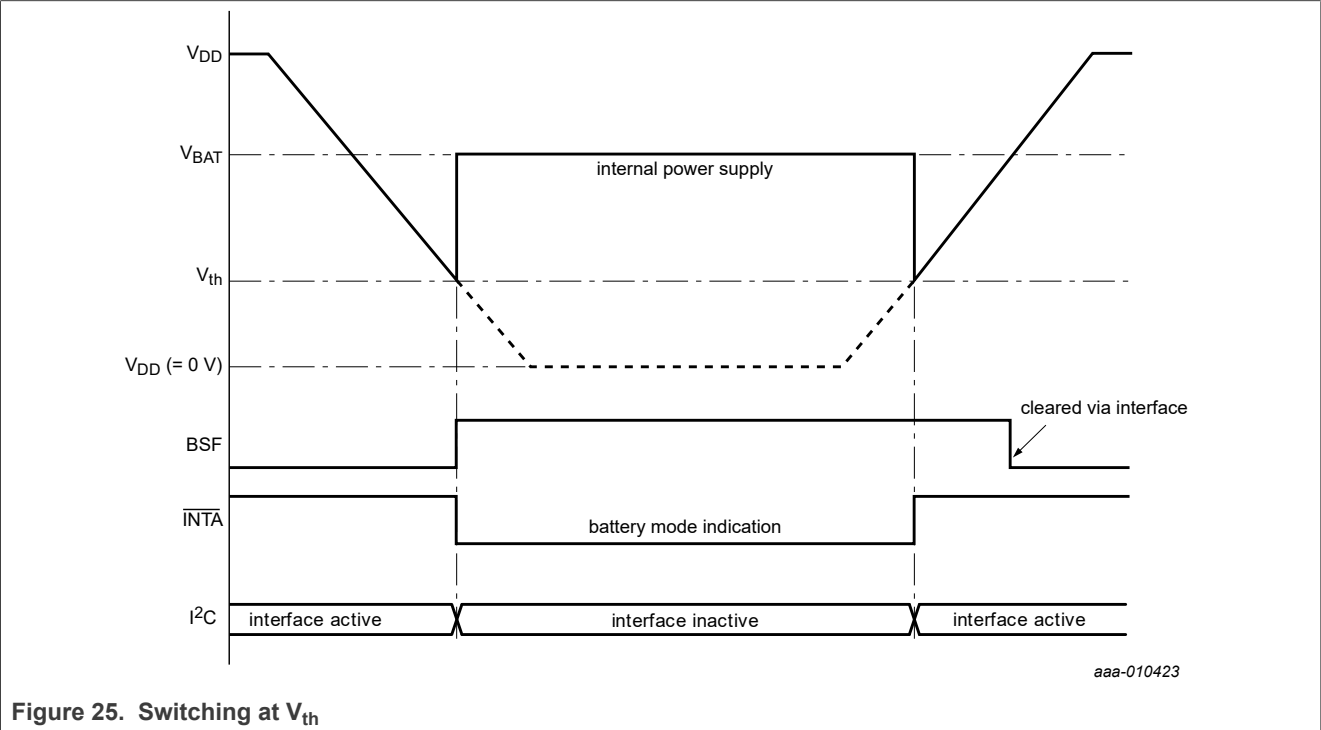 VDD
VBAT
internal power supply
Vth
VDD (= 0 V)
cleared via interface
BSF
INTA
battery mode indication
I²C
interface active
interface inactive
interface active
aaa-010423
Figure 25. Switching at Vth